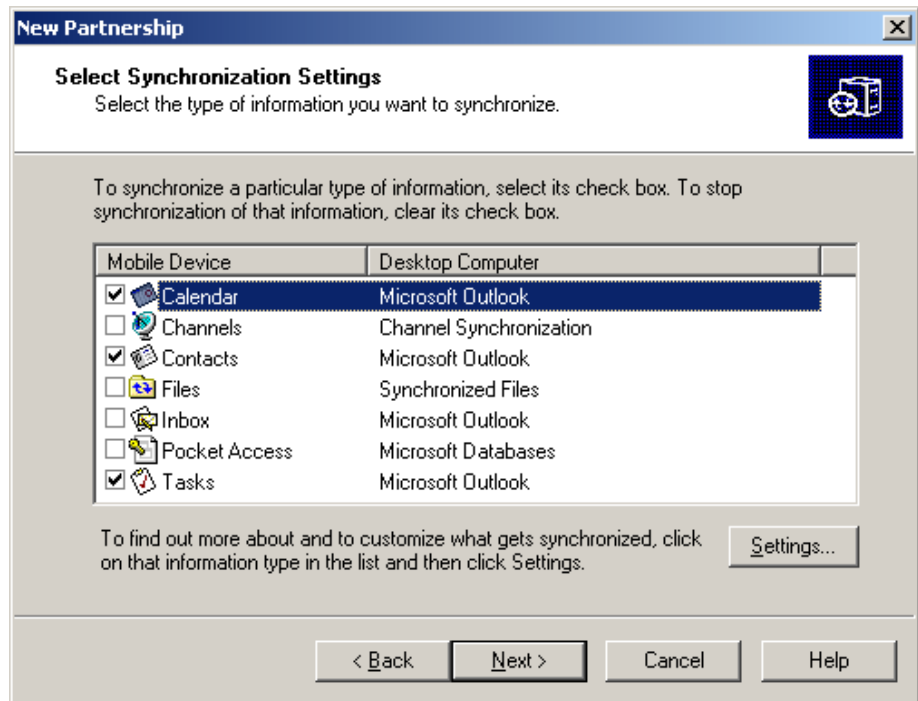 New Partnership
Select Synchronization Settings
Select the type of information you want to synchronize.
To synchronize a particular type of information, select its check box. To stop
synchronization of that information, clear its check box.
Mobile Device Desktop Computer
Calendar Microsoft Outlook
Channels Channel Synchronization
Contacts Microsoft Outlook
Files Synchronized Files
Inbox Microsoft Outlook
Pocket Access Microsoft Databases
Tasks Microsoft Outlook
To find out more about and to customize what gets synchronized, click
on that information type in the list and then click Settings.
Settings...
< Back Next > Cancel Help